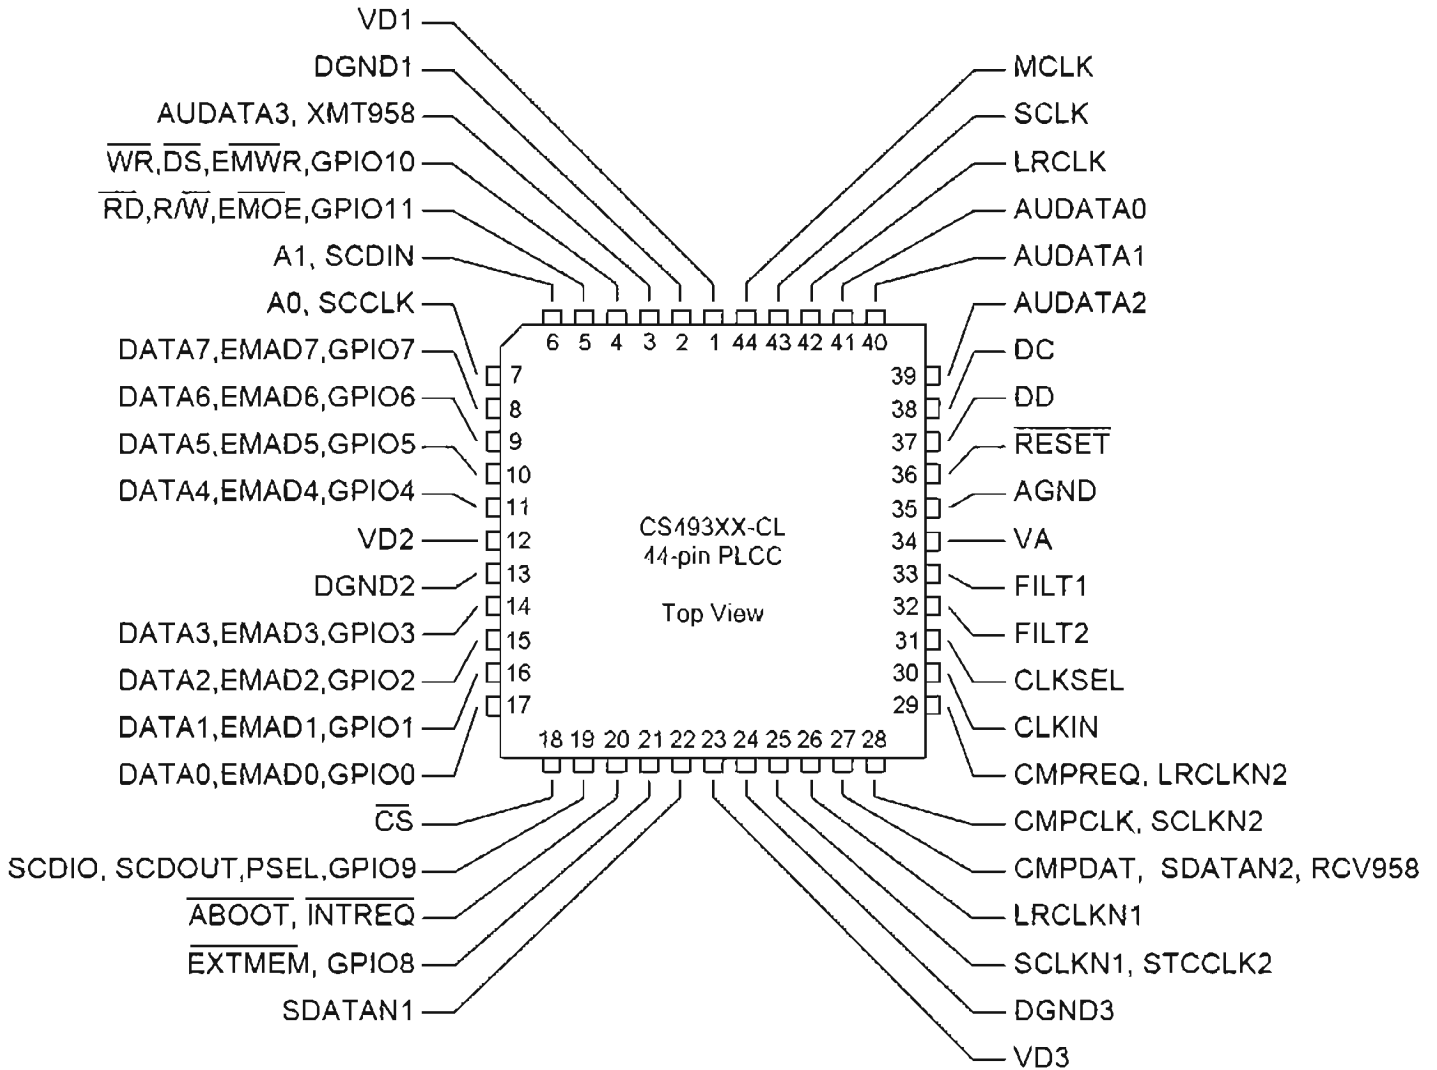 VD1
DGND1
AUDATA3, XMT958
WR,DS,EMWR,GPIO10
RD,R/W,EMOE,GPIO11
A1, SCDIN
A0, SCCLK
DATA7,EMAD7,GPIO7
DATA6,EMAD6,GPIO6
DATA5,EMAD5,GPIO5
DATA4,EMAD4,GPIO4
VD2
DGND2
DATA3,EMAD3,GPIO3
DATA2,EMAD2,GPIO2
DATA1,EMAD1,GPIO1
DATA0,EMAD0,GPIO0
CS
SCDIO, SCDOUT,PSEL,GPIO9
ABOOT, INTREQ
EXTMEM, GPIO8
SDATAN1
6 5 4 3 2 1 44 43 42 41 40
7
8
9
10
11
12
13
14
15
16
17
CS493XX-CL
44-pin PLCC
Top View
39
38
37
36
35
34
33
32
31
30
29
18 19 20 21 22 23 24 25 26 27 28
MCLK
SCLK
LRCLK
AUDATA0
AUDATA1
AUDATA2
DC
DD
RESET
AGND
VA
FILT1
FILT2
CLKSEL
CLKIN
CMPREQ, LRCLKN2
CMPCLK, SCLKN2
CMPDAT, SDATAN2, RCV958
LRCLKN1
SCLKN1, STCCLK2
DGND3
VD3